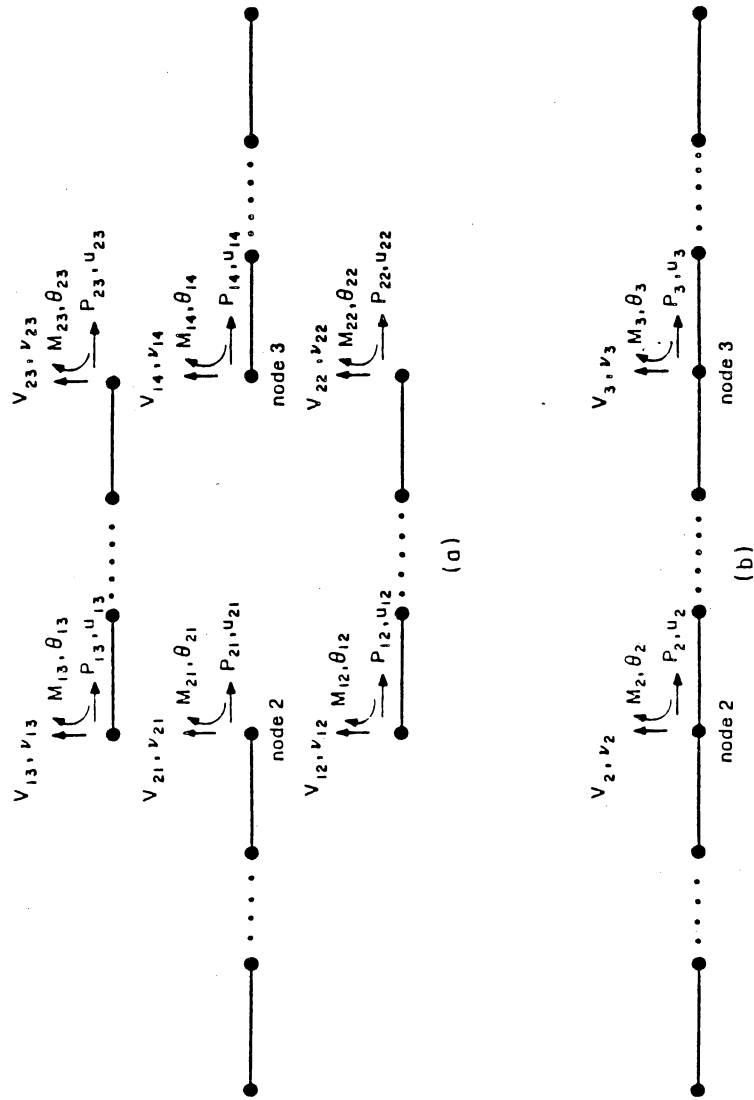 V₂₃, ν₂₃
M₂₃, θ₂₃
P₂₃, u₂₃
V₁₃, ν₁₃
M₁₃, θ₁₃
P₁₃, u₁₃
V₁₄, ν₁₄
M₁₄, θ₁₄
P₁₄, u₁₄
node 3
V₂₁, ν₂₁
M₂₁, θ₂₁
P₂₁, u₂₁
node 2
V₂₂, ν₂₂
M₂₂, θ₂₂
P₂₂, u₂₂
V₁₂, ν₁₂
M₁₂, θ₁₂
P₁₂, u₁₂
(a)
V₃, ν₃
M₃, θ₃
P₃, u₃
node 3
V₂, ν₂
M₂, θ₂
P₂, u₂
node 2
(b)